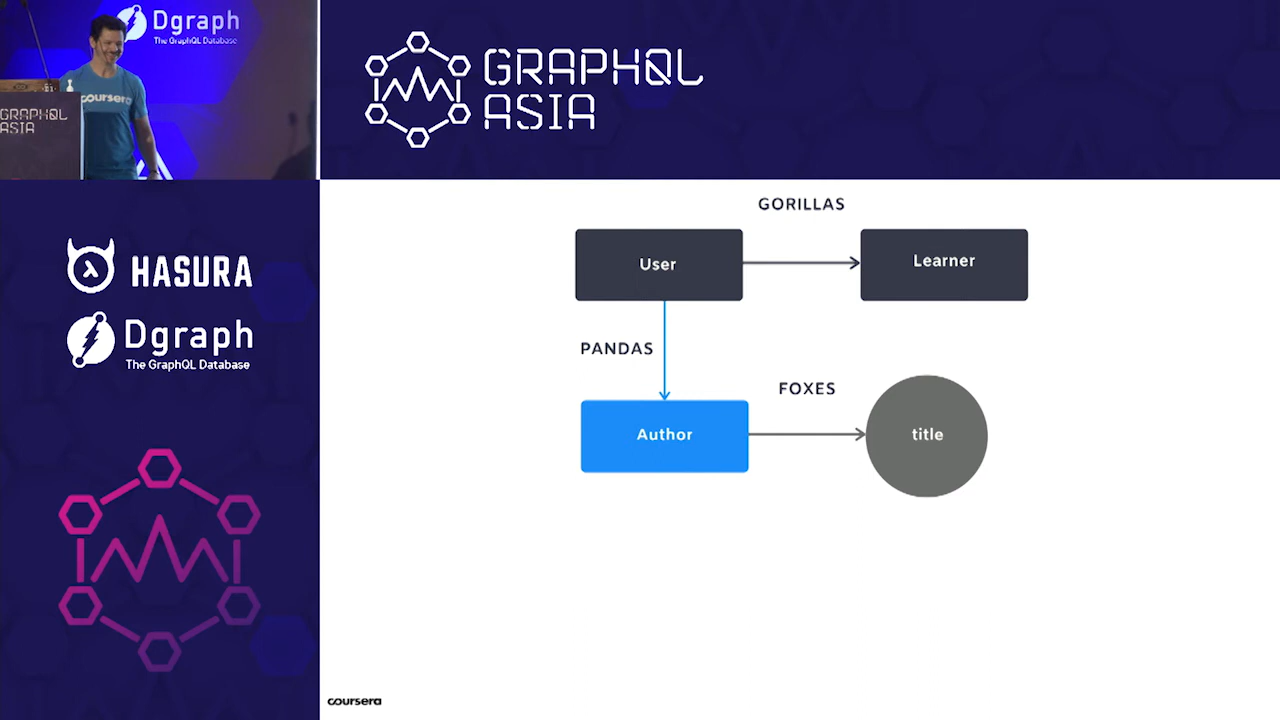 Dgraph
The GraphQL Database
coursera
GRAPHQL
ASIA
GRAPHQL
ASIA
HASURA
Dgraph
The GraphQL Database
GORILLAS
User
Learner
PANDAS
FOXES
Author
title
coursera